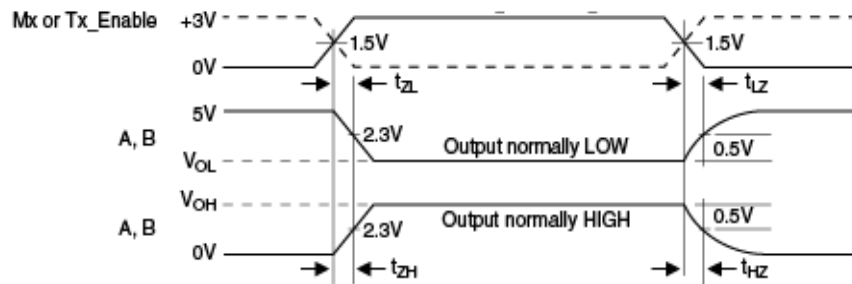 Mx or Tx_Enable +3V 1.5V 1.5V
0V
tZL tLZ
5V
A, B 2.3V Output normally LOW 0.5V
VOL
VOH
Output normally HIGH 0.5V
A, B 2.3V
0V
tZH tHZ